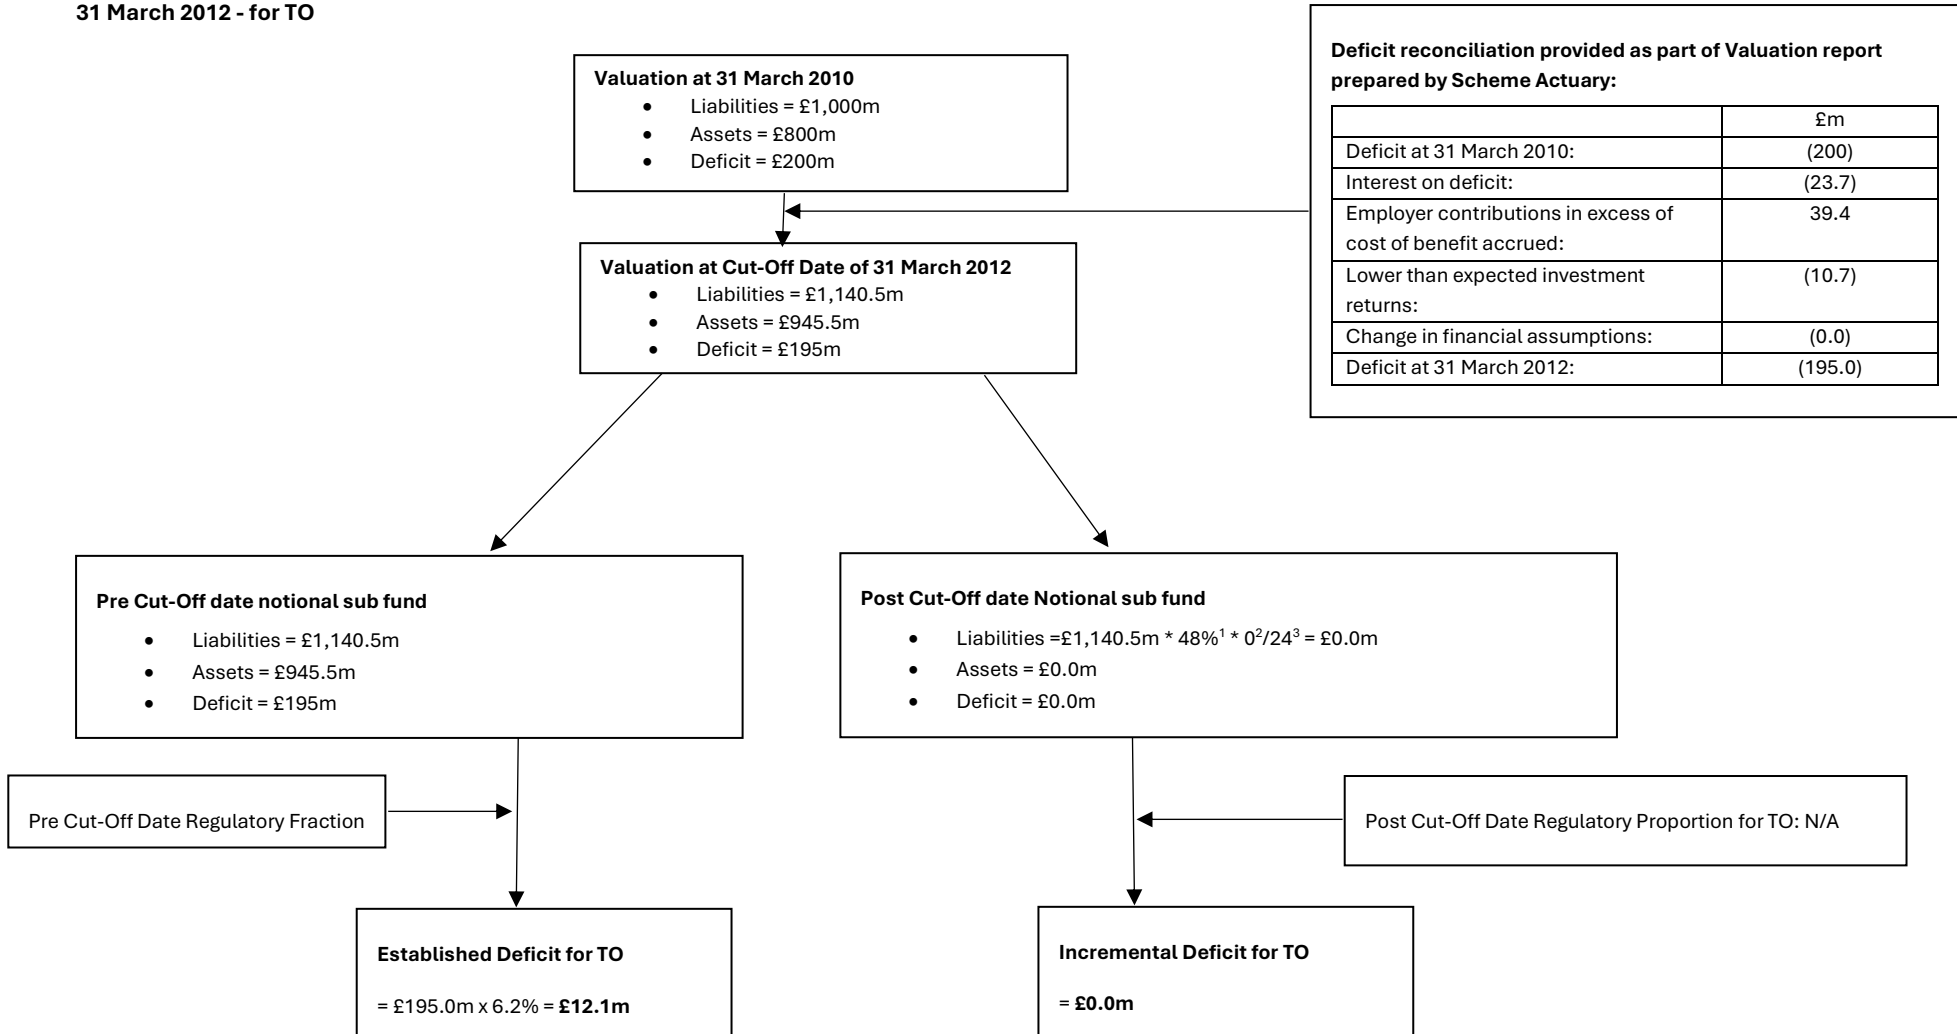 31 March 2012 - for TO
Valuation at 31 March 2010
• Liabilities = £1,000m
• Assets = £800m
• Deficit = £200m
Deficit reconciliation provided as part of Valuation report
prepared by Scheme Actuary:
£m
Deficit at 31 March 2010: (200)
Interest on deficit: (23.7)
Employer contributions in excess of 39.4
cost of benefit accrued:
Lower than expected investment (10.7)
returns:
Change in financial assumptions: (0.0)
Deficit at 31 March 2012: (195.0)
Valuation at Cut-Off Date of 31 March 2012
• Liabilities = £1,140.5m
• Assets = £945.5m
• Deficit = £195m
Pre Cut-Off date notional sub fund
• Liabilities = £1,140.5m
• Assets = £945.5m
• Deficit = £195m
Post Cut-Off date Notional sub fund
• Liabilities =£1,140.5m * 48%¹ * 0²/24³ = £0.0m
• Assets = £0.0m
• Deficit = £0.0m
Pre Cut-Off Date Regulatory Fraction
Post Cut-Off Date Regulatory Proportion for TO: N/A
Established Deficit for TO
= £195.0m x 6.2% = £12.1m
Incremental Deficit for TO
= £0.0m